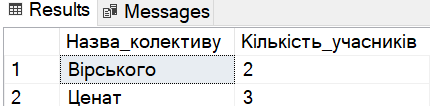 Results Messages
Назва_колективу Кількість_учасників
1 Вірського 2
2 Ценат 3